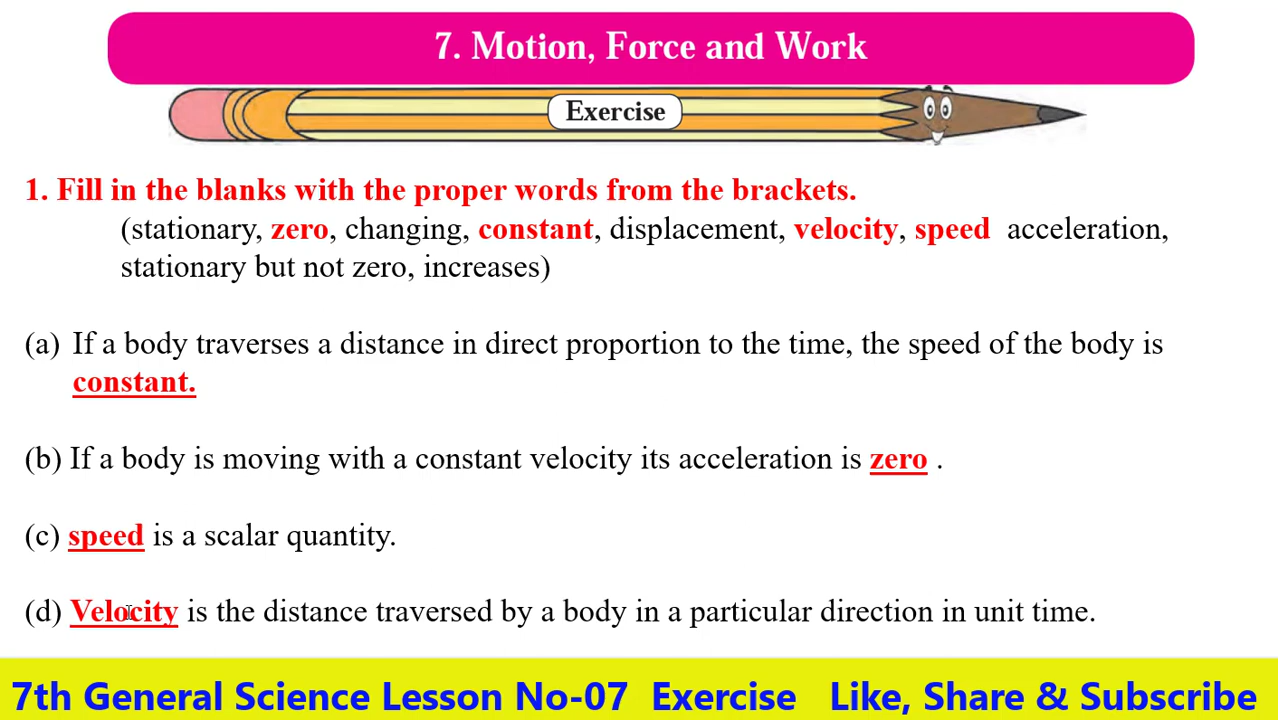 7. Motion, Force and Work
Exercise
1. Fill in the blanks with the proper words from the brackets.
(stationary, zero, changing, constant, displacement, velocity, speed acceleration,
stationary but not zero, increases)
(a) If a body traverses a distance in direct proportion to the time, the speed of the body is
constant.
(b) If a body is moving with a constant velocity its acceleration is zero .
(c) speed is a scalar quantity.
(d) Velocity is the distance traversed by a body in a particular direction in unit time.
7th General Science Lesson No-07 Exercise Like, Share & Subscribe